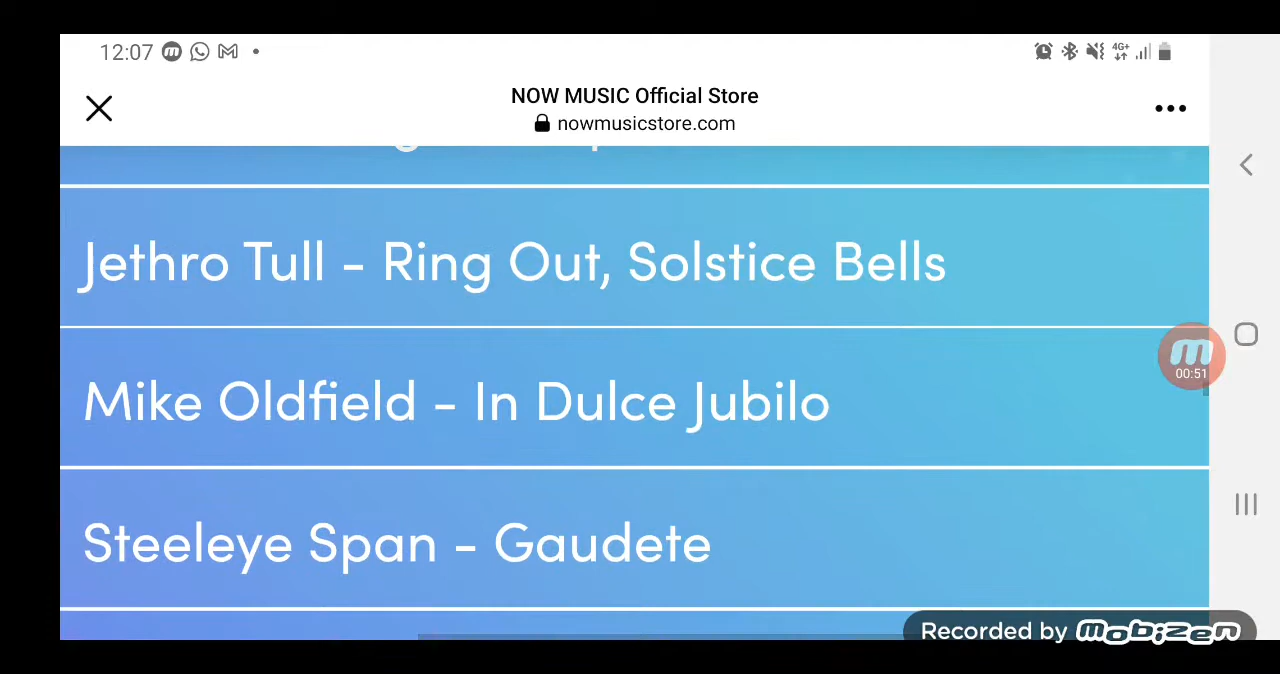 12:07
4G+
NOW MUSIC Official Store
nowmusicstore.com
Jethro Tull - Ring Out, Solstice Bells
Mike Oldfield - In Dulce Jubilo
m
00:51
Steeleye Span - Gaudete
Recorded by mobizen